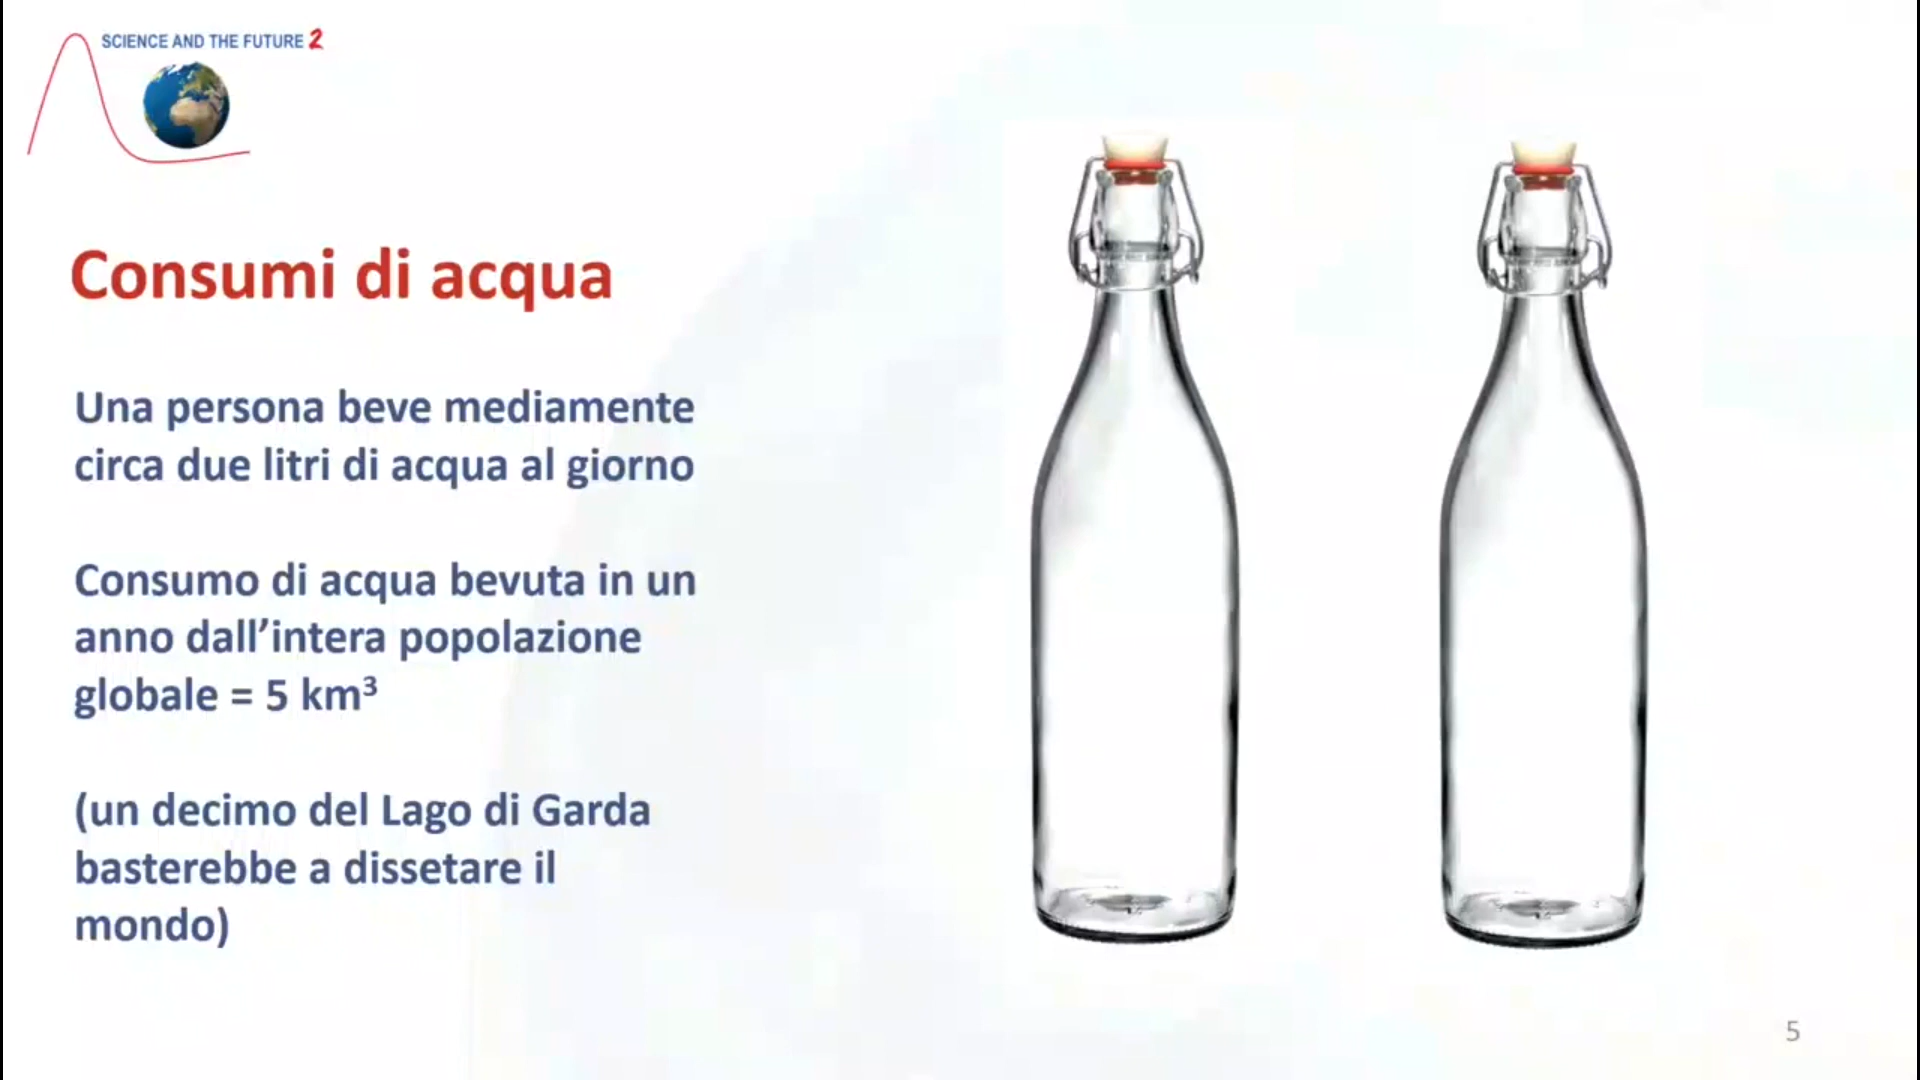 SCIENCE AND THE FUTURE 2
Consumi di acqua
Una persona beve mediamente
circa due litri di acqua al giorno
Consumo di acqua bevuta in un
anno dall’intera popolazione
globale = 5 km³
(un decimo del Lago di Garda
basterebbe a dissetare il
mondo)
5